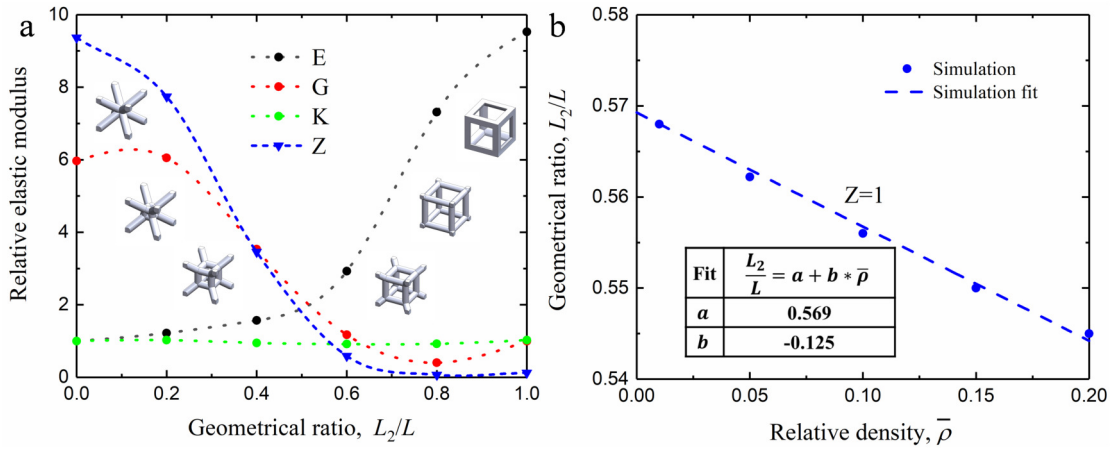 a
10
8
6
4
2
0
0.0 0.2 0.4 0.6 0.8 1.0
Relative elastic modulus
Geometrical ratio, L₂/L
E
G
K
Z
b
0.58
0.57
0.56
0.55
0.54
0.00 0.05 0.10 0.15 0.20
Geometrical ratio, L₂/L
Relative density, ρ̅
Simulation
Simulation fit
Z=1
Fit L₂/L = a + b * ρ̅
a 0.569
b -0.125